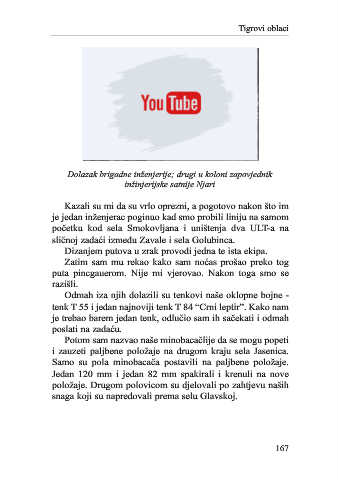 Tigrovi oblaci
YouTube
Dolazak brigadne inženjerije; drugi u koloni zapovjednik
inžinjerijske satnije Njari
Kazali su mi da su vrlo oprezni, a pogotovo nakon što im
je jedan inženjerac poginuo kad smo probili liniju na samom
početku kod sela Smokovljana i uništenja dva ULT-a na
sličnoj zadaći između Zavale i sela Golubinca.
Dizanjem putova u zrak provodi jedna te ista ekipa.
Zatim sam mu rekao kako sam noćas prošao preko tog
puta pincgauerom. Nije mi vjerovao. Nakon toga smo se
razišli.
Odmah iza njih dolazili su tenkovi naše oklopne bojne -
tenk T 55 i jedan najnoviji tenk T 84 “Crni leptir”. Kako nam
je trebao barem jedan tenk, odlučio sam ih sačekati i odmah
poslati na zadaću.
Potom sam nazvao naše minobacačlije da se mogu popeti
i zauzeti paljbene položaje na drugom kraju sela Jasenica.
Samo su pola minobacača postavili na paljbene položaje.
Jedan 120 mm i jedan 82 mm spakirali i krenuli na nove
položaje. Drugom polovicom su djelovali po zahtjevu naših
snaga koji su napredovali prema selu Glavskoj.
167